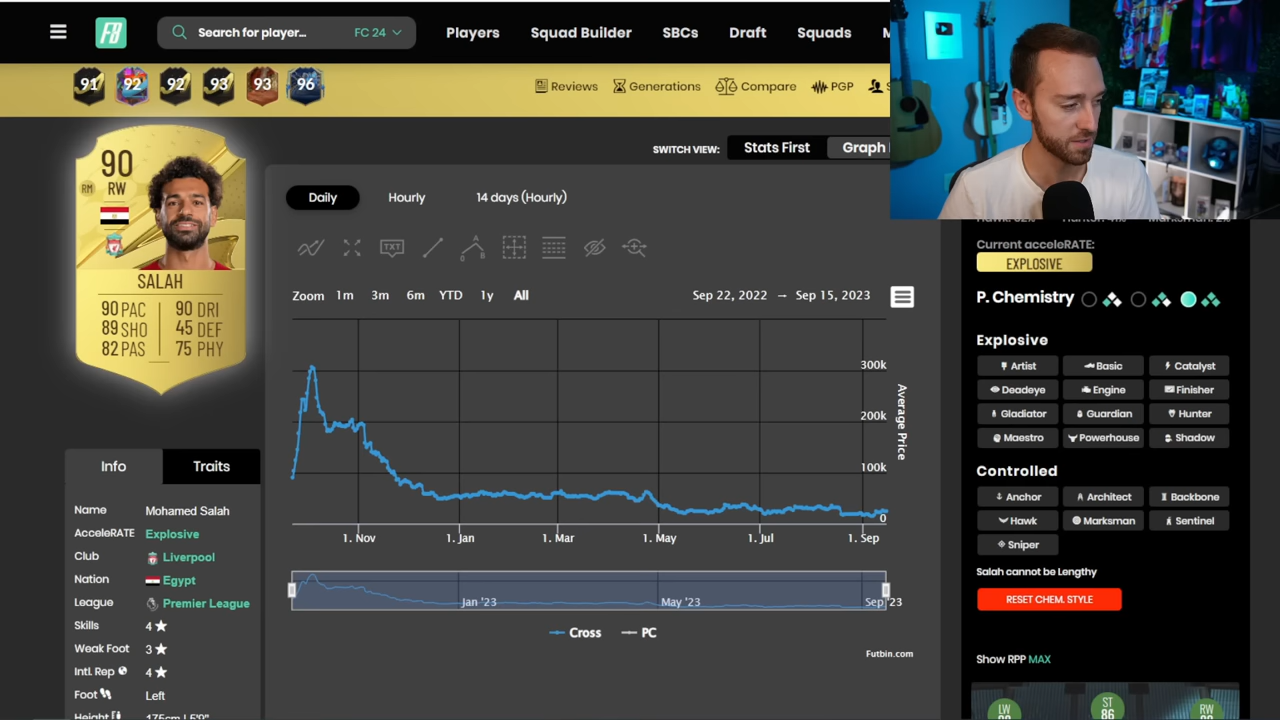 FB
Search for player...
FC 24
Players
Squad Builder
SBCs
Draft
Squads
91
92
92
93
93
96
Reviews
Generations
Compare
PGP
90
RM
RW
SALAH
90 PAC
90 DRI
89 SHO
45 DEF
82 PAS
75 PHY
SWITCH VIEW:
Stats First
Graph
Daily
Hourly
14 days (Hourly)
TXT
Zoom
1m
3m
6m
YTD
1y
All
Sep 22, 2022 → Sep 15, 2023
300k
200k
100k
0
Average Price
1. Nov
1. Jan
1. Mar
1. May
1. Jul
1. Sep
Jan '23
May '23
Sep '23
Cross
PC
Futbin.com
Info
Traits
Name
Mohamed Salah
AcceleRATE
Explosive
Club
Liverpool
Nation
Egypt
League
Premier League
Skills
4
Weak Foot
3
Intl. Rep
4
Foot
Left
Height
175cm | 5'9"
Current acceleRATE:
EXPLOSIVE
P. Chemistry
Explosive
Artist
Basic
Catalyst
Deadeye
Engine
Finisher
Gladiator
Guardian
Hunter
Maestro
Powerhouse
Shadow
Controlled
Anchor
Architect
Backbone
Hawk
Marksman
Sentinel
Sniper
Salah cannot be Lengthy
RESET CHEM. STYLE
Show RPP MAX
LW
ST
86
RW